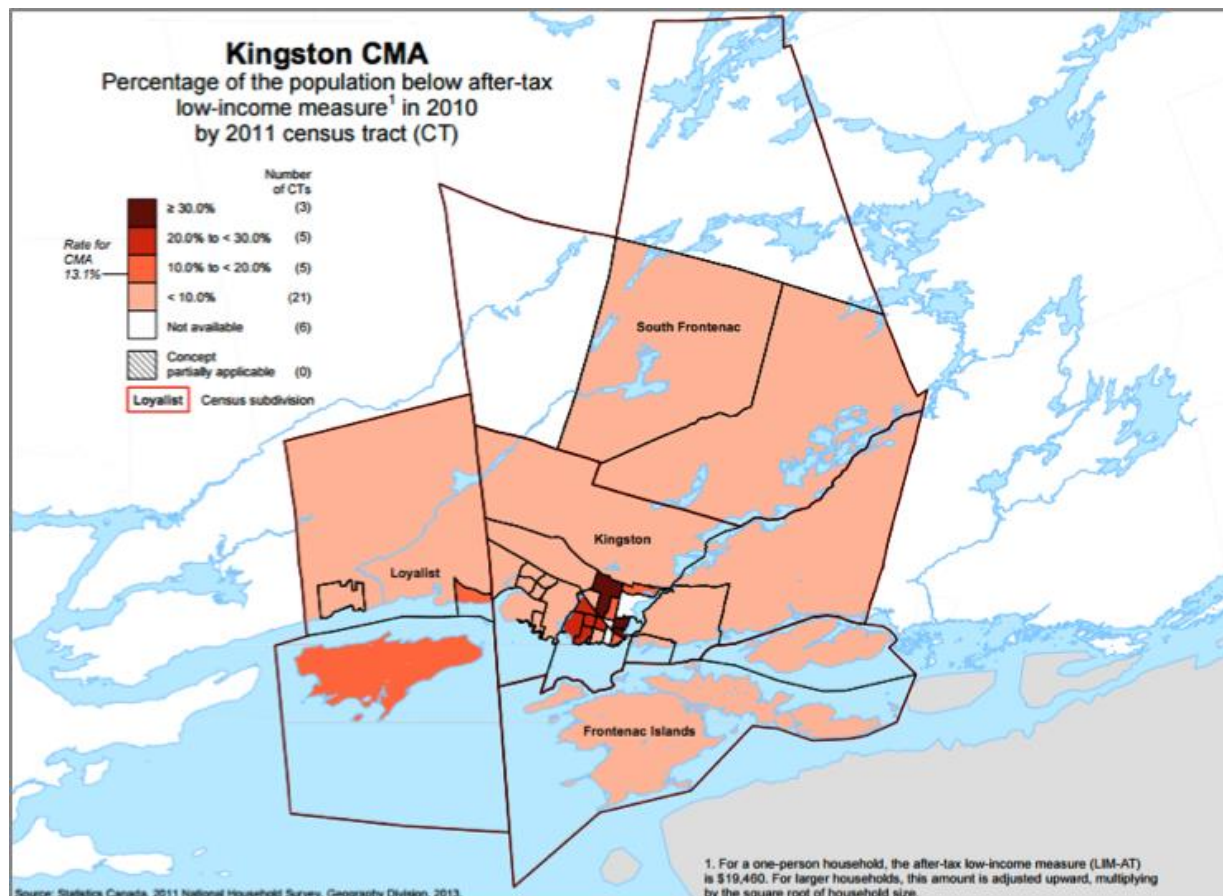 Kingston CMA
Percentage of the population below after-tax
low-income measure1 in 2010
by 2011 census tract (CT)
Number
of CTs
≥ 30.0% (3)
20.0% to < 30.0% (5)
Rate for
CMA
13.1%
10.0% to < 20.0% (5)
< 10.0% (21)
Not available (6)
Concept
partially applicable (0)
Loyalist Census subdivision
South Frontenac
Kingston
Loyalist
Frontenac Islands
1. For a one-person household, the after-tax low-income measure (LIM-AT)
is $19,460. For larger households, this amount is adjusted upward, multiplying
by the square root of household size.
Source: Statistics Canada, 2011 National Household Survey, Geography Division, 2013.